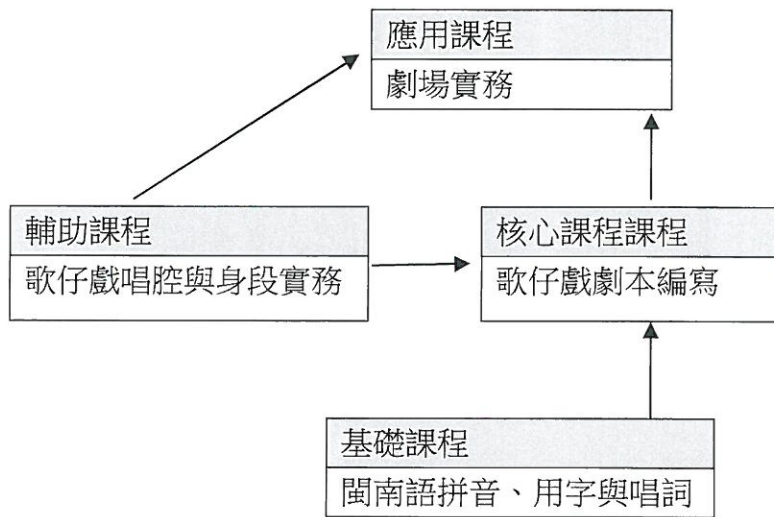 應用課程
劇場實務
輔助課程
歌仔戲唱腔與身段實務
核心課程課程
歌仔戲劇本編寫
基礎課程
閩南語拼音、用字與唱詞